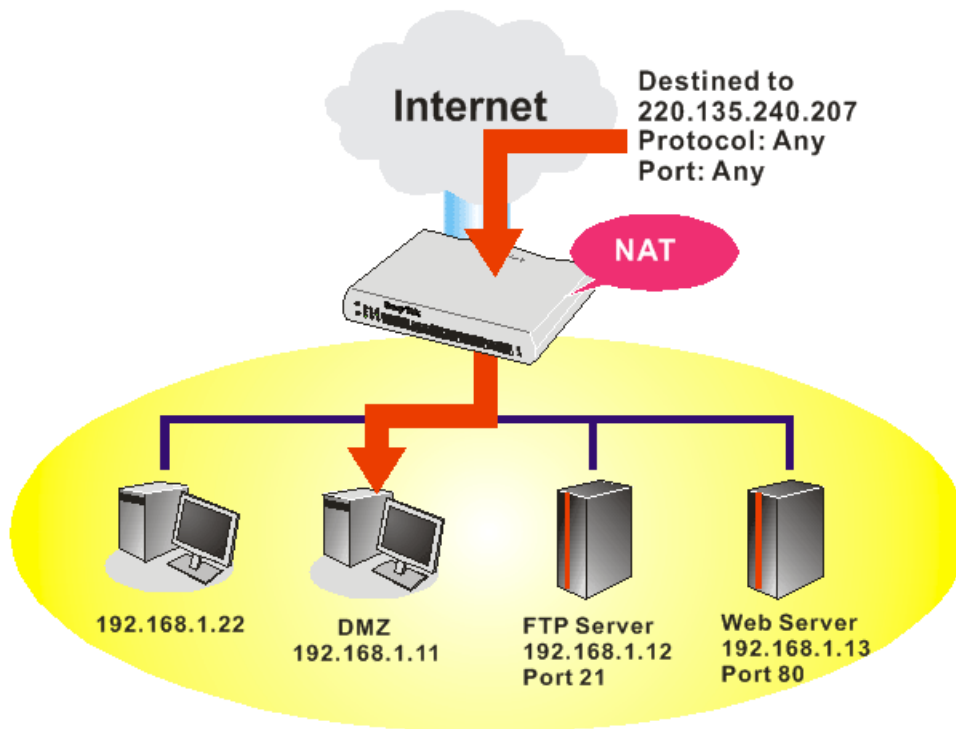 Internet
Destined to
220.135.240.207
Protocol: Any
Port: Any
NAT
192.168.1.22
DMZ
192.168.1.11
FTP Server
192.168.1.12
Port 21
Web Server
192.168.1.13
Port 80